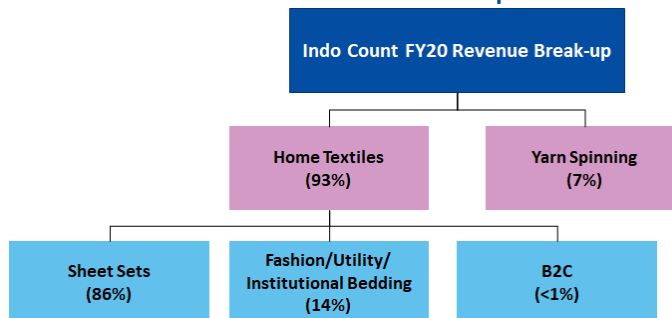 Indo Count FY20 Revenue Break-up
Home Textiles
(93%)
Yarn Spinning
(7%)
Sheet Sets
(86%)
Fashion/Utility/
Institutional Bedding
(14%)
B2C
(<1%)